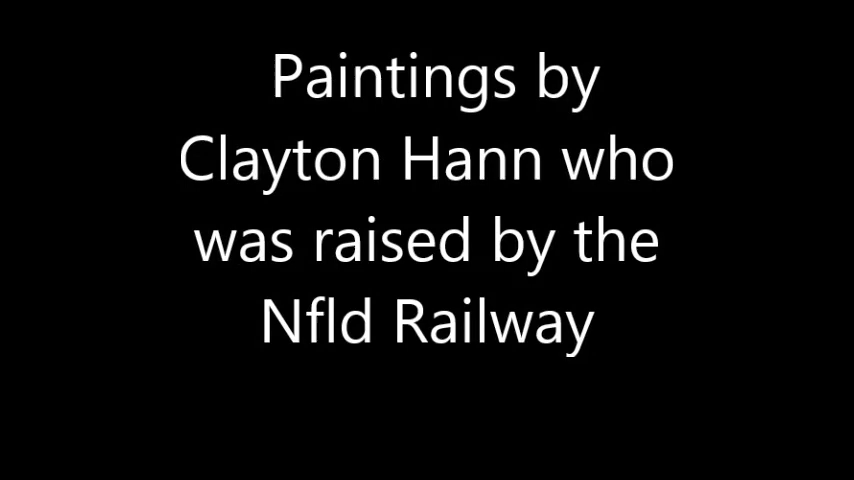 Paintings by
Clayton Hann who
was raised by the
Nfld Railway